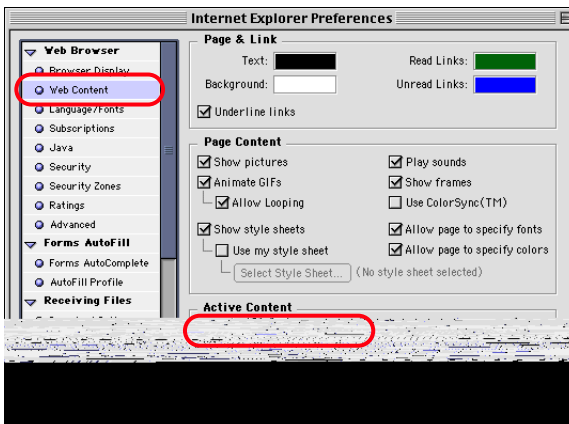 Internet Explorer Preferences
Web Browser
Browser Display
Web Content
Language/Fonts
Subscriptions
Java
Security
Security Zones
Ratings
Advanced
Forms AutoFill
Forms AutoComplete
AutoFill Profile
Receiving Files
Page & Link
Text: Read Links:
Background: Unread Links:
Underline links
Page Content
Show pictures Play sounds
Animate GIFs Show frames
Allow Looping Use ColorSync(TM)
Show style sheets Allow page to specify fonts
Use my style sheet Allow page to specify colors
Select Style Sheet... (No style sheet selected)
Active Content